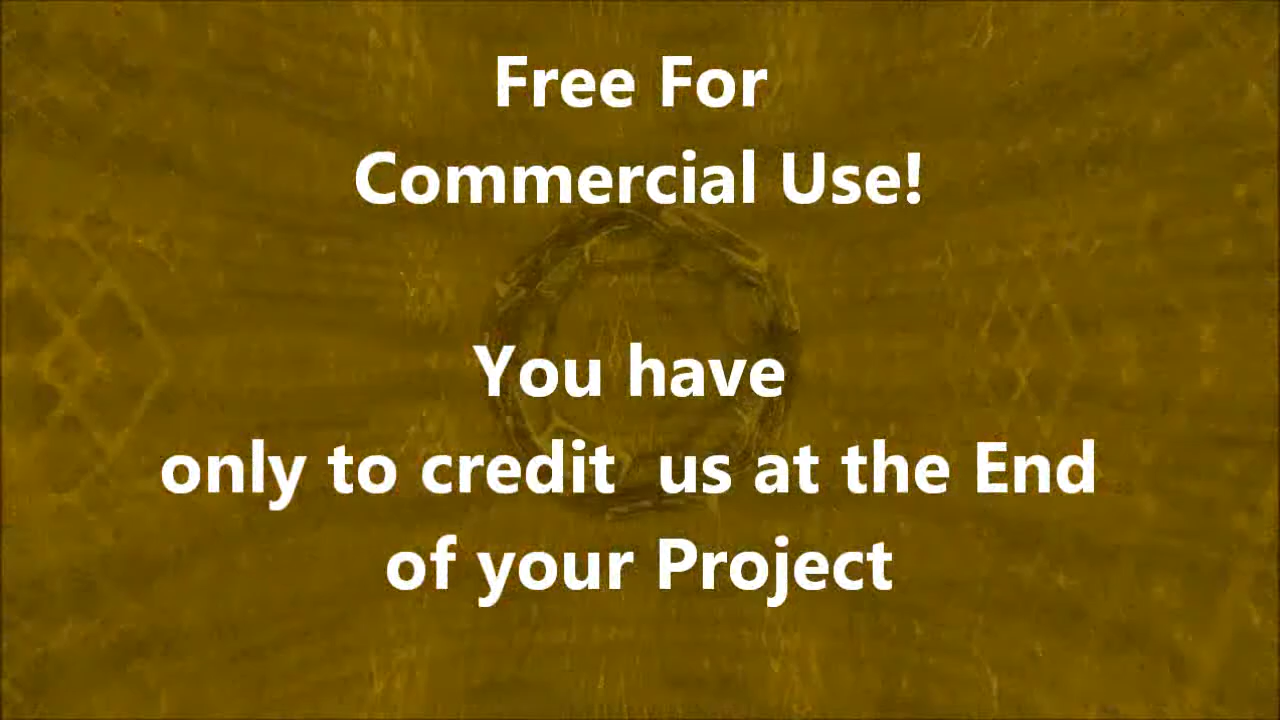 Free For
Commercial Use!
You have
only to credit  us at the End
of your Project